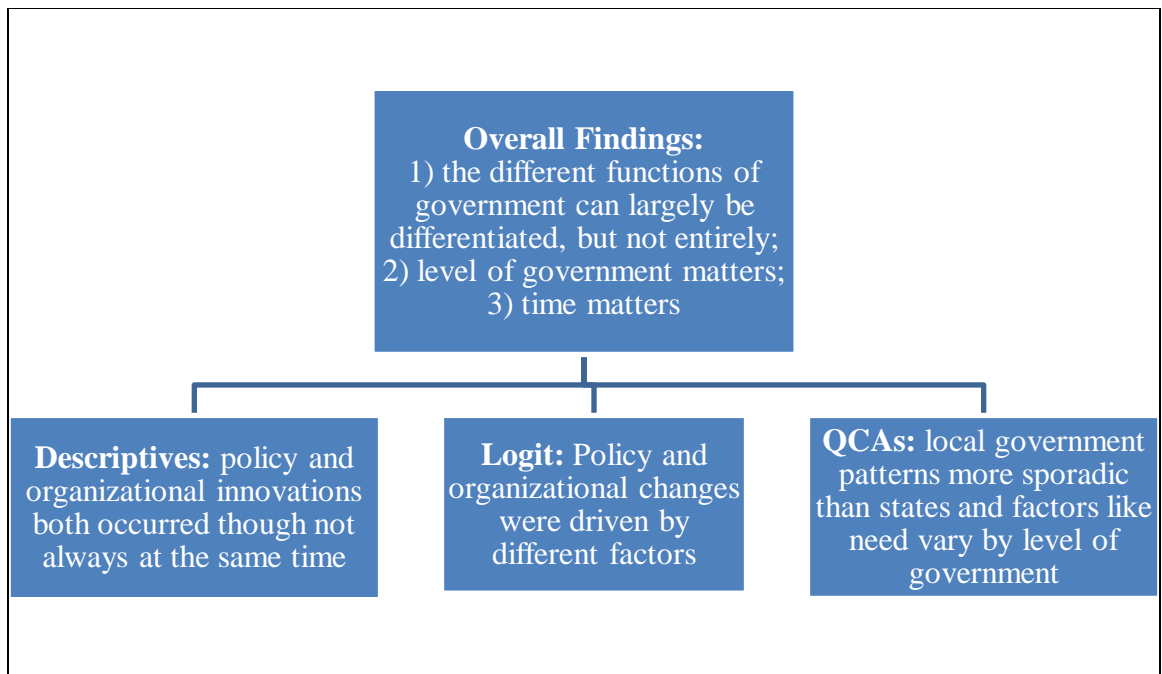 Overall Findings:
1) the different functions of
government can largely be
differentiated, but not entirely;
2) level of government matters;
3) time matters
Descriptives: policy and
organizational innovations
both occurred though not
always at the same time
Logit: Policy and
organizational changes
were driven by
different factors
QCAs: local government
patterns more sporadic
than states and factors like
need vary by level of
government